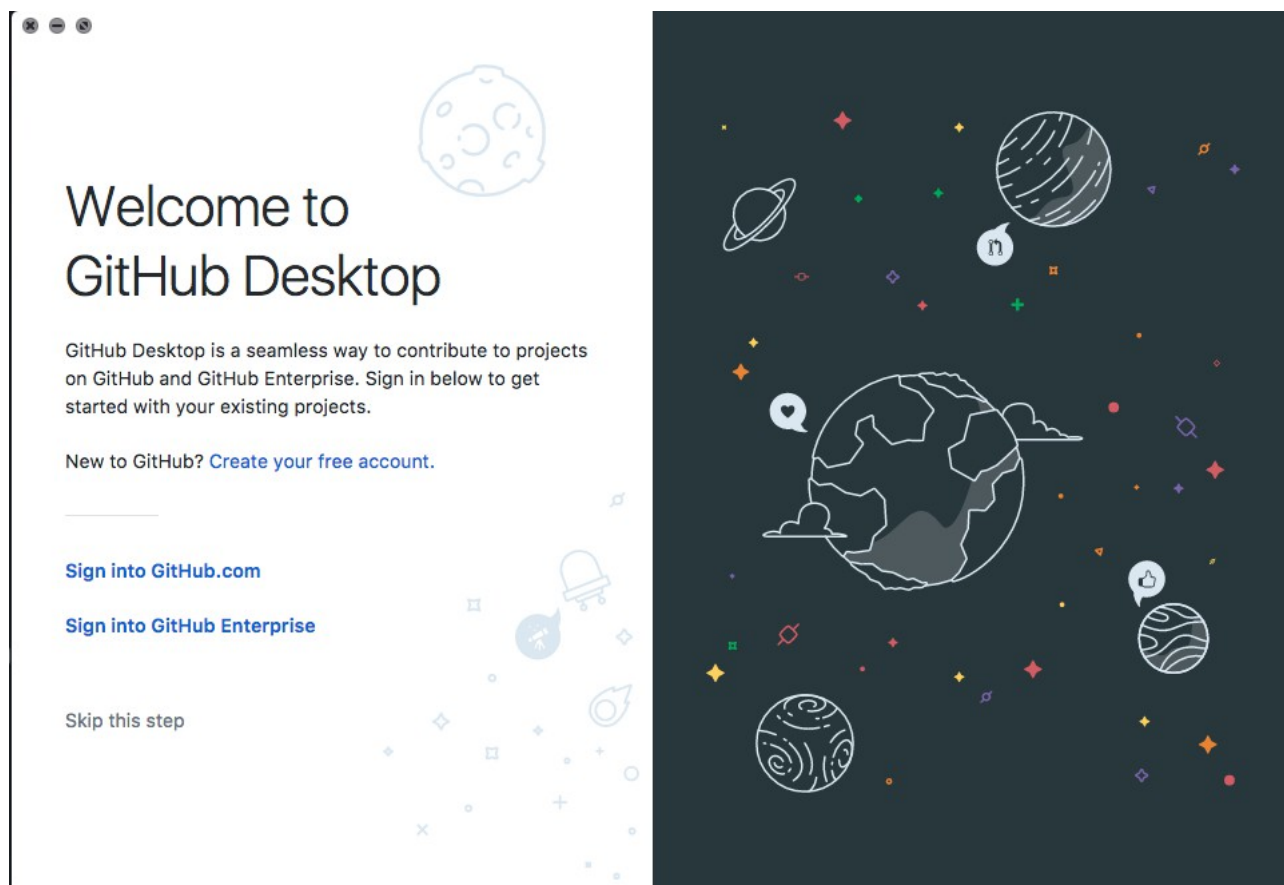 Welcome to
GitHub Desktop
GitHub Desktop is a seamless way to contribute to projects
on GitHub and GitHub Enterprise. Sign in below to get
started with your existing projects.
New to GitHub? Create your free account.
Sign into GitHub.com
Sign into GitHub Enterprise
Skip this step